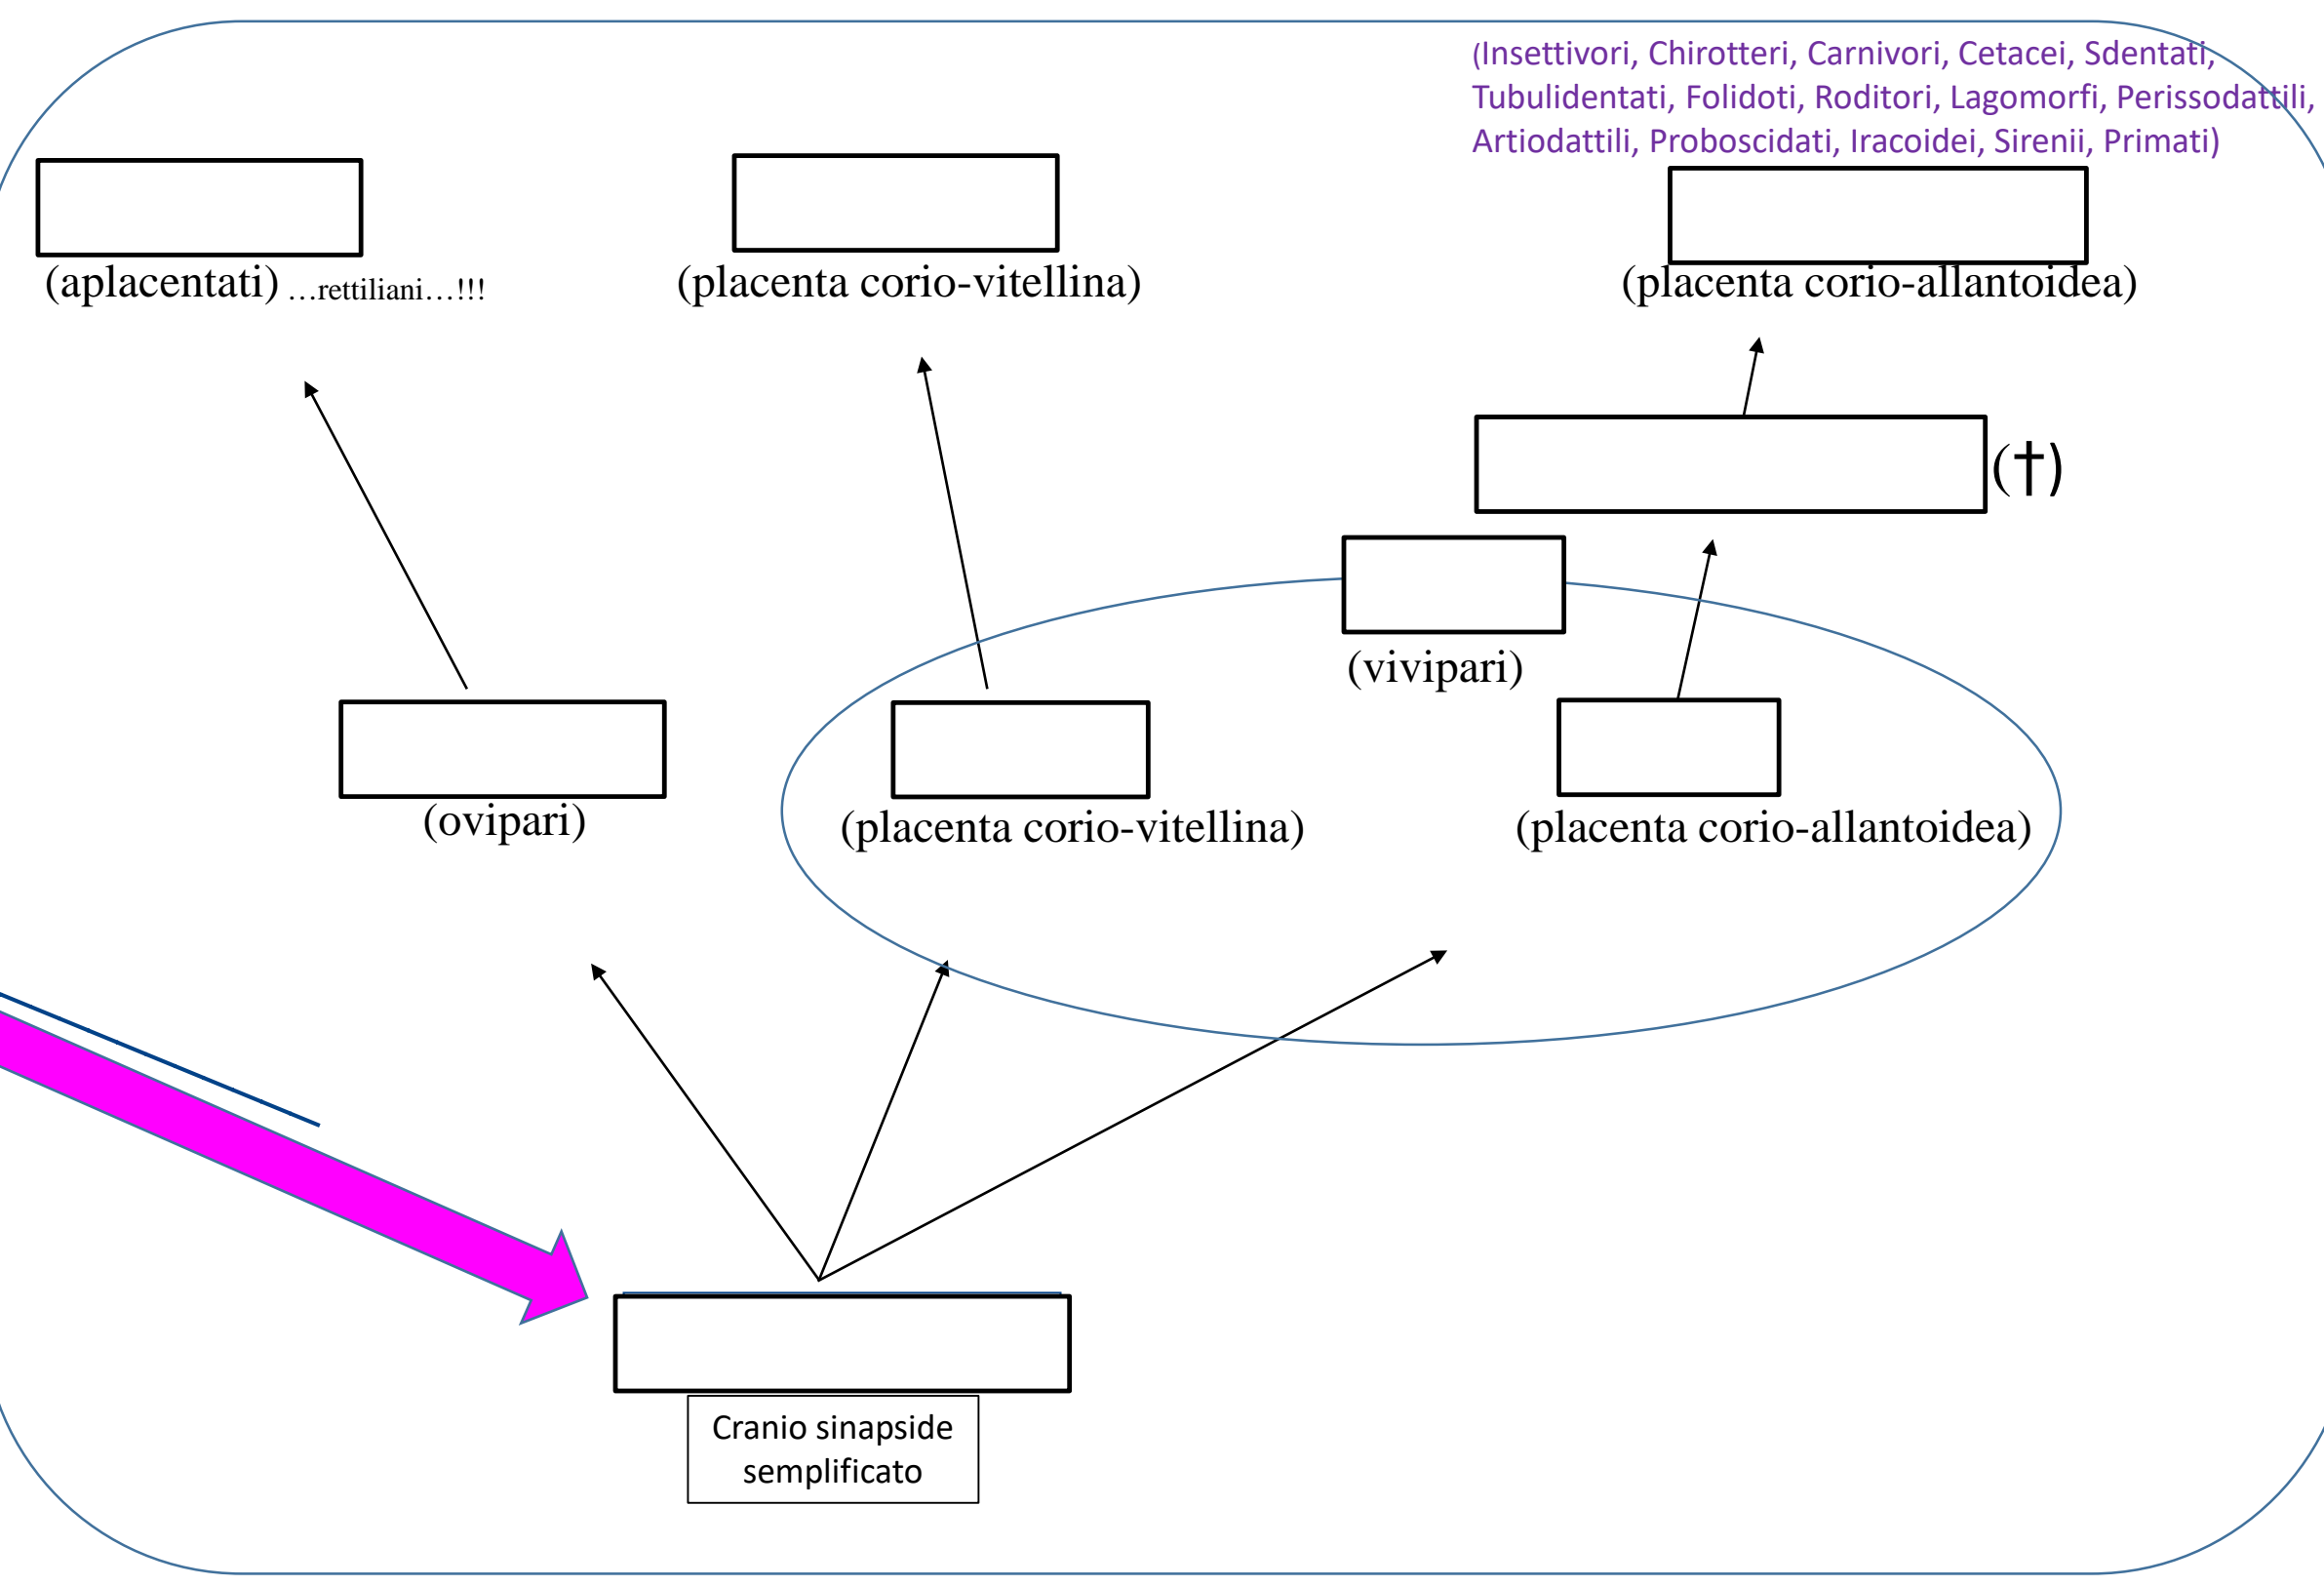 (Insettivori, Chirotteri, Carnivori, Cetacei, Sdentati,
Tubulidentati, Folidoti, Roditori, Lagomorfi, Perissodattili,
Artiodattili, Proboscidati, Iracoidei, Sirenii, Primati)
(aplacentati) …rettiliani…!!!
(placenta corio-vitellina)
(placenta corio-allantoidea)
(†)
(vivipari)
(ovipari)
(placenta corio-vitellina)
(placenta corio-allantoidea)
Cranio sinapside
semplificato